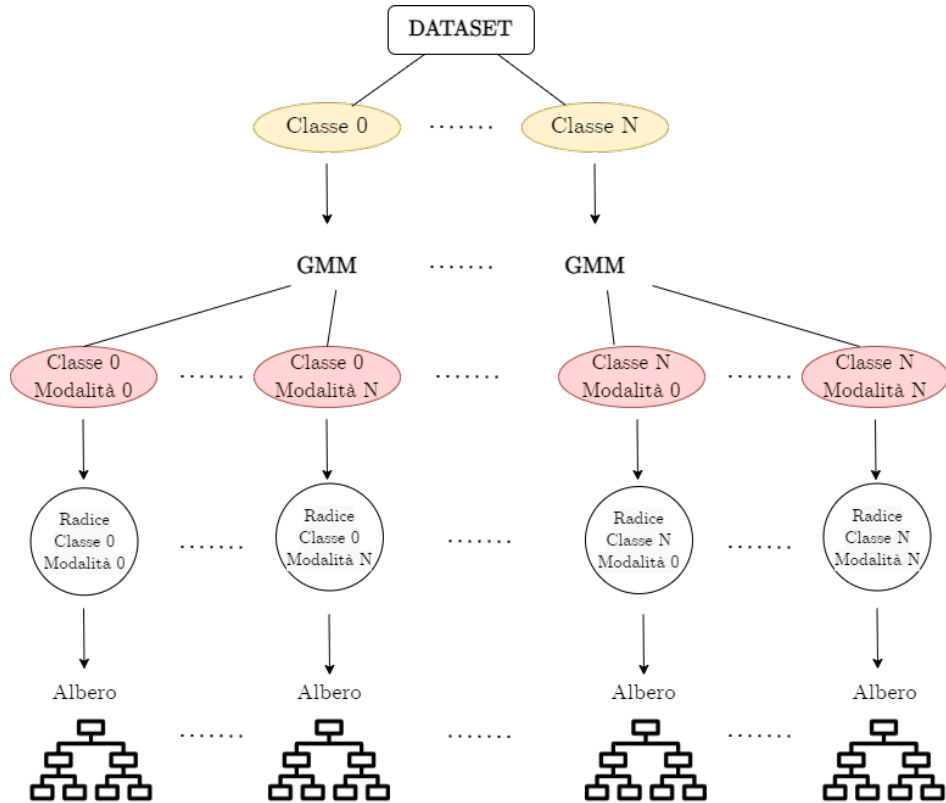 DATASET
Classe 0 ....... Classe N
GMM ....... GMM
Classe 0
Modalità 0
.......
Classe 0
Modalità N
.......
Classe N
Modalità 0
.......
Classe N
Modalità N
Radice
Classe 0
Modalità 0
.......
Radice
Classe 0
Modalità N
.......
Radice
Classe N
Modalità 0
.......
Radice
Classe N
Modalità N
Albero
Albero
Albero
Albero
....... ....... .......